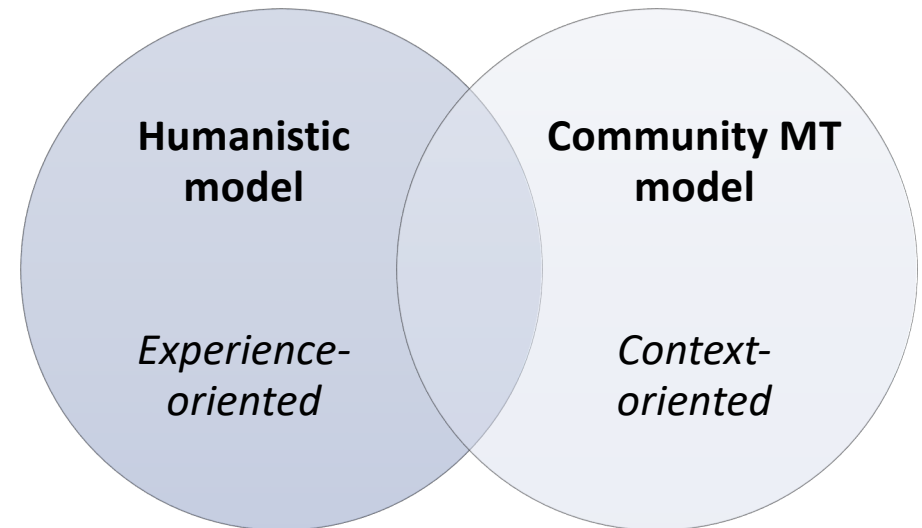 Humanistic
model
Experience-
oriented
Community MT
model
Context-
oriented